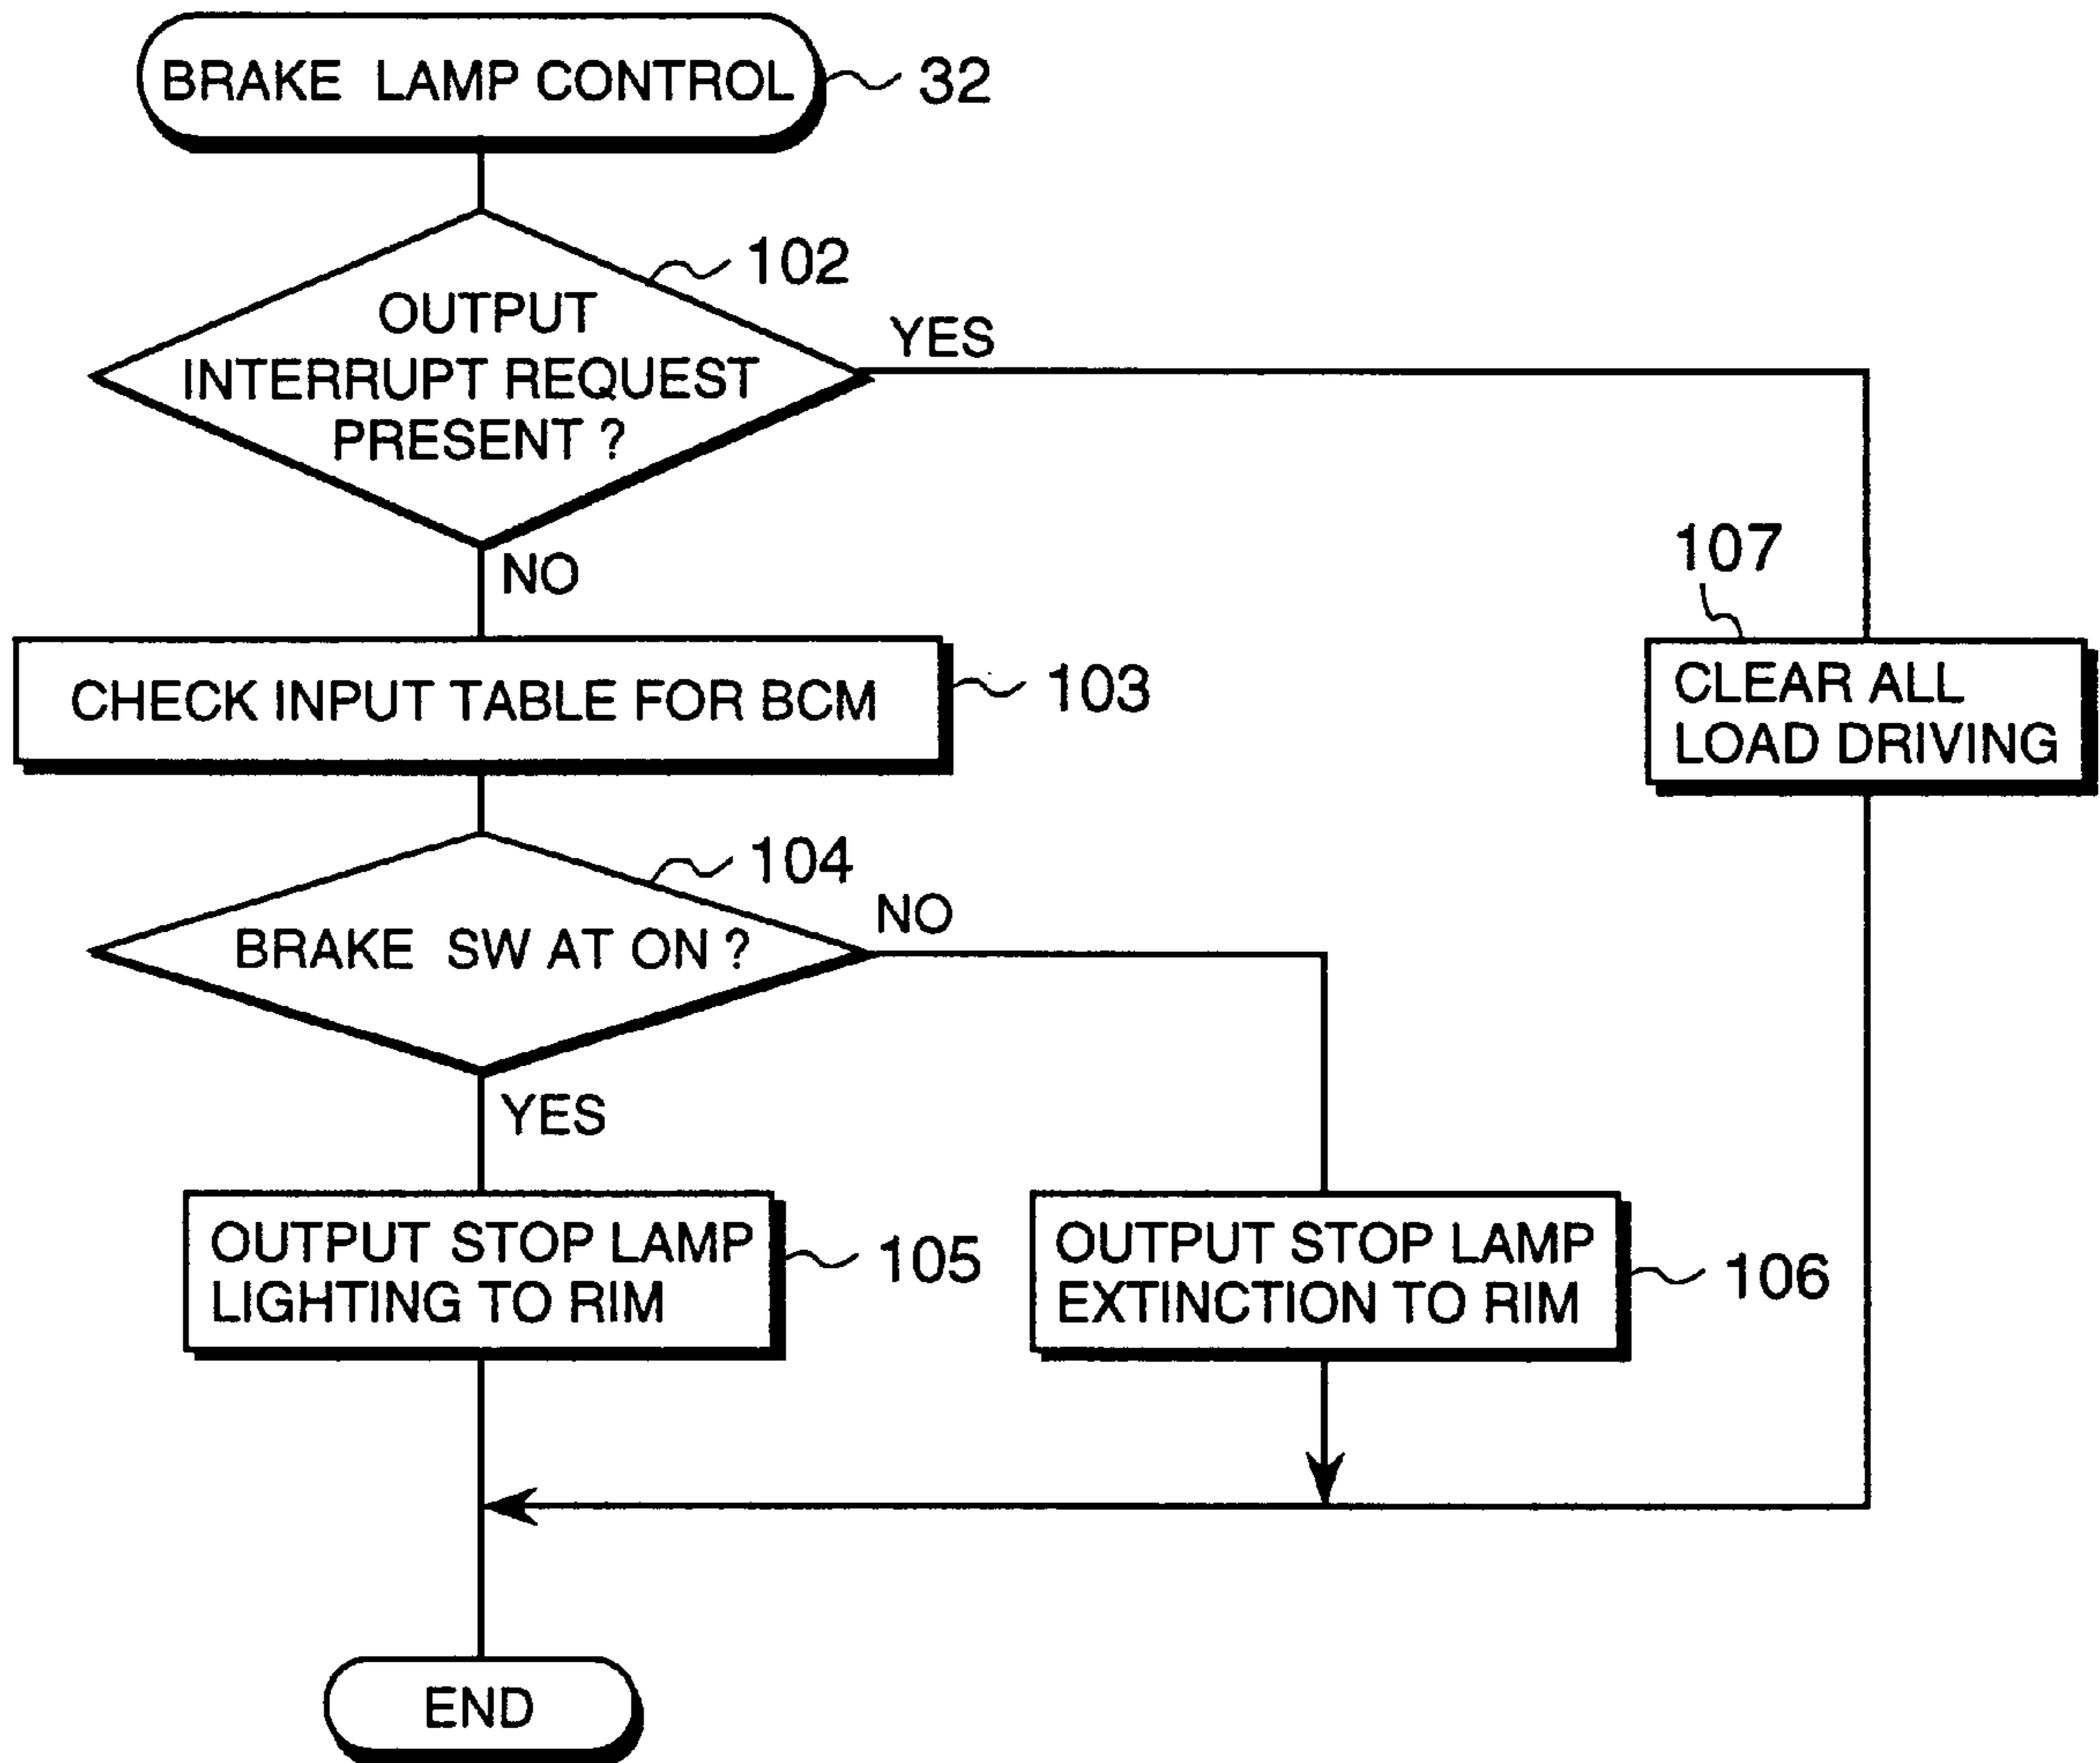 BRAKE LAMP CONTROL
32
102
OUTPUT
INTERRUPT REQUEST
PRESENT ?
YES
NO
107
CHECK INPUT TABLE FOR BCM
103
CLEAR ALL
LOAD DRIVING
104
BRAKE SW AT ON ?
NO
YES
OUTPUT STOP LAMP
LIGHTING TO RIM
105
OUTPUT STOP LAMP
EXTINCTION TO RIM
106
END